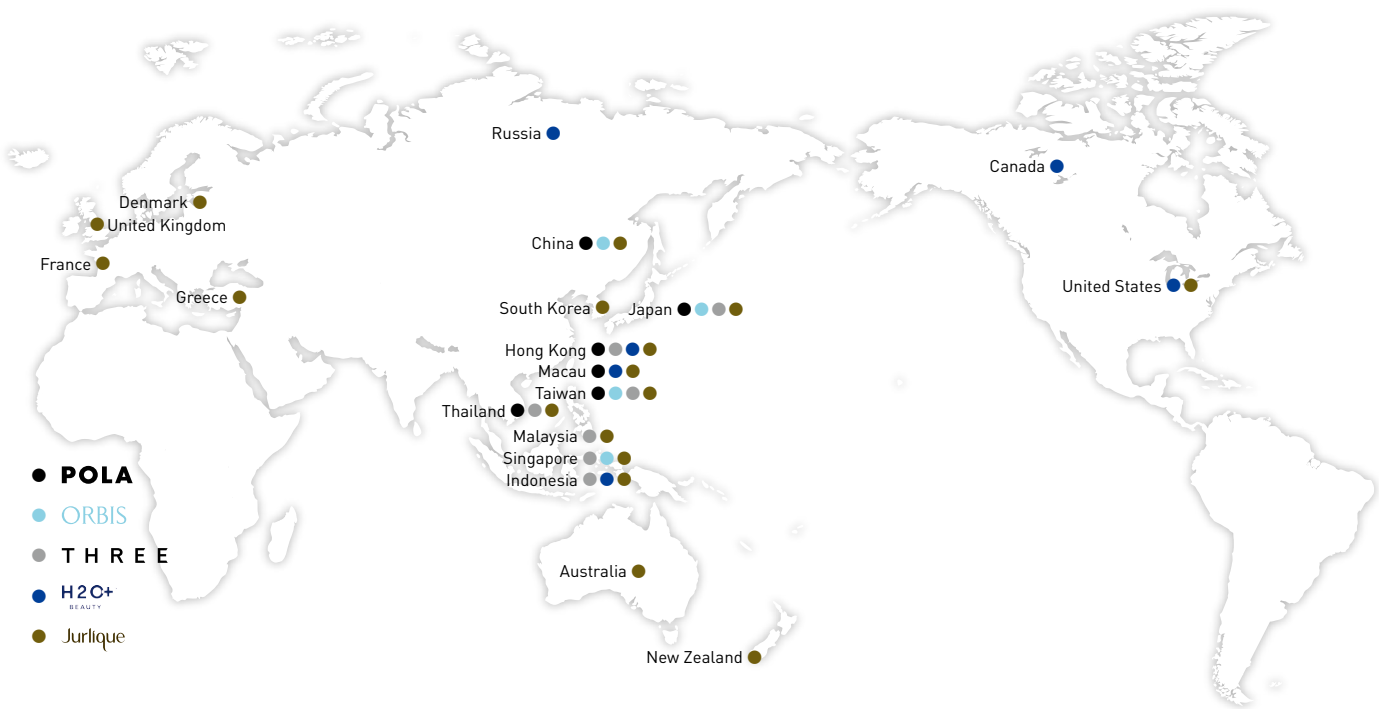 Russia
Canada
Denmark
United Kingdom
China
France
United States
Greece
South Korea
Japan
Hong Kong
Macau
Taiwan
Thailand
Malaysia
Singapore
Indonesia
POLA
ORBIS
THREE
H2O+
BEAUTY
Jurlique
Australia
New Zealand